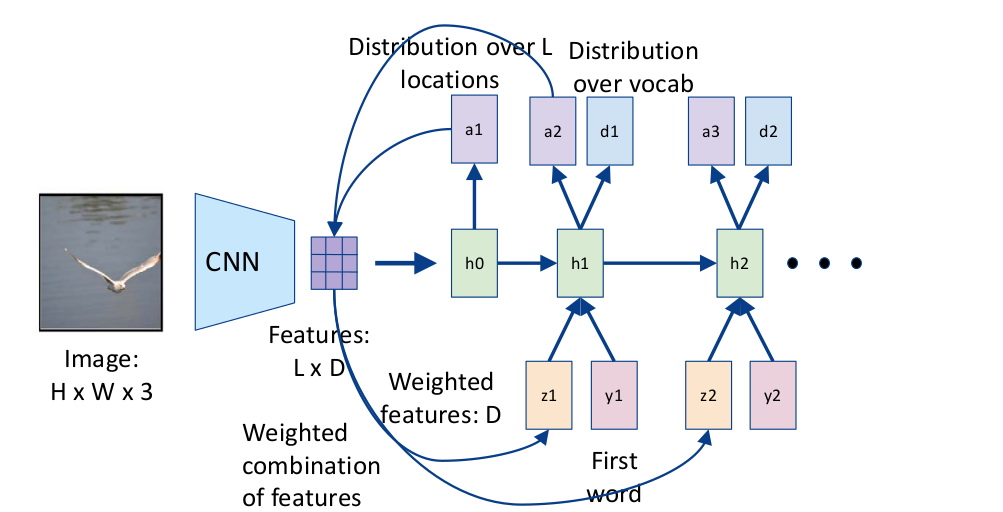 Distribution over L
locations
Distribution
over vocab
a1
a2
d1
a3
d2
CNN
h0
h1
h2
Image:
H x W x 3
Features:
L x D
Weighted
features: D
z1
y1
z2
y2
Weighted
combination
of features
First
word